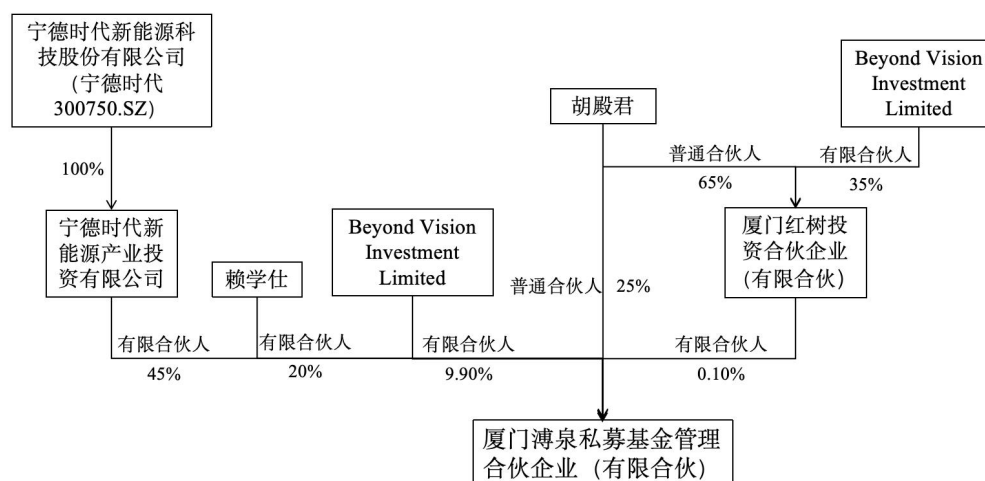 宁德时代新能源科
技股份有限公司
（宁德时代
300750.SZ）
Beyond Vision
Investment
Limited
胡殿君
普通合伙人
有限合伙人
100%
65%
35%
宁德时代新
能源产业投
资有限公司
赖学仕
Beyond Vision
Investment
Limited
厦门红树投
资合伙企业
（有限合伙）
普通合伙人
25%
有限合伙人
有限合伙人
有限合伙人
有限合伙人
45%
20%
9.90%
0.10%
厦门溥泉私募基金管理
合伙企业（有限合伙）